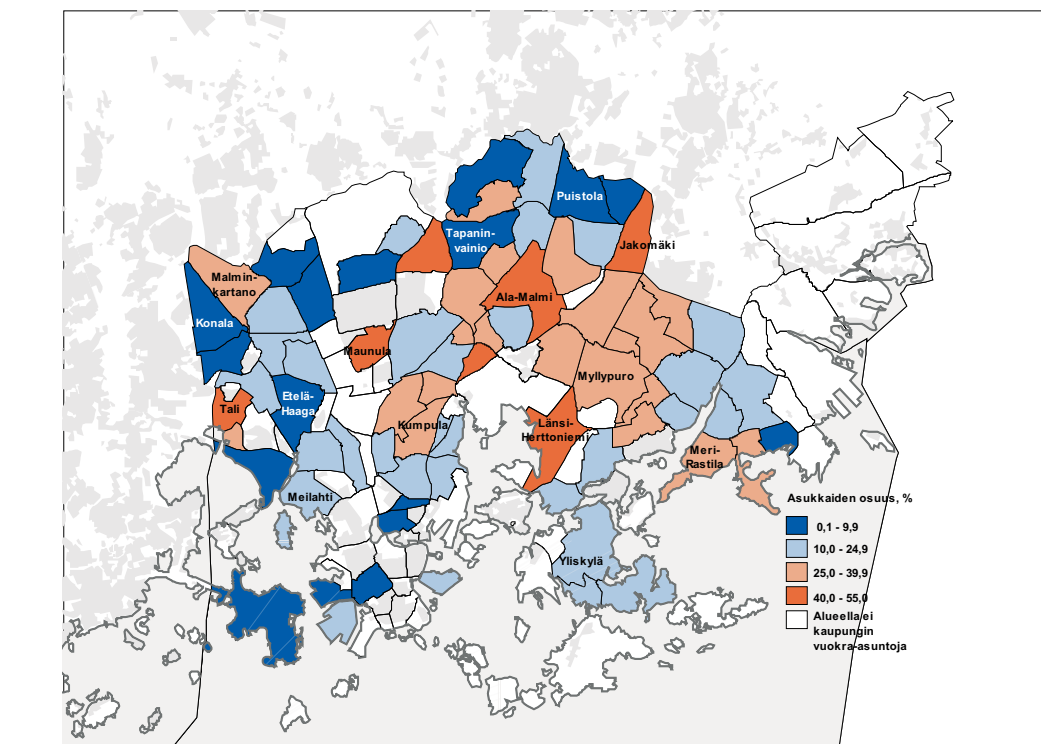 Puistola
Tapanin-
vainio
Jakomäki
Malmin-
kartano
Ala-Malmi
Konala
Maunula
Myllypuro
Etelä-
Haaga
Tali
Kumpula
Länsi-
Herttoniemi
Meri-
Rastila
Meilahti
Yliskylä
Asukkaiden osuus, %
0,1 - 9,9
10,0 - 24,9
25,0 - 39,9
40,0 - 55,0
Alueella ei
kaupungin
vuokra-asuntoja